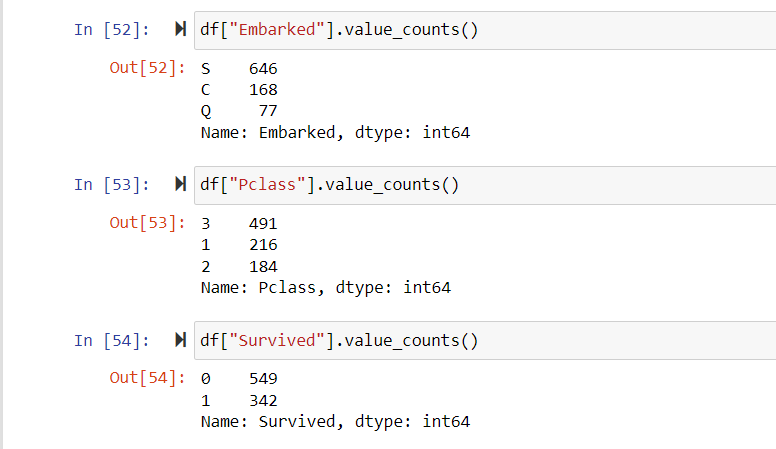 In [52]: df["Embarked"].value_counts()
Out[52]: S    646
C    168
Q     77
Name: Embarked, dtype: int64
In [53]: df["Pclass"].value_counts()
Out[53]: 3    491
1    216
2    184
Name: Pclass, dtype: int64
In [54]: df["Survived"].value_counts()
Out[54]: 0    549
1    342
Name: Survived, dtype: int64